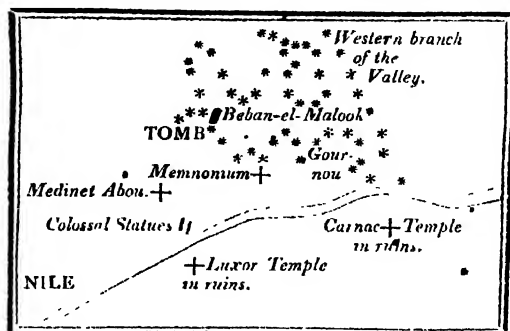 Western branch
of the
Valley.
Beban-el-Malook
TOMB
Gour-
nou
Memnonium
Medinet Abou.
Colossal Statues
Carnac Temple
in ruins.
Luxor Temple
in ruins.
NILE